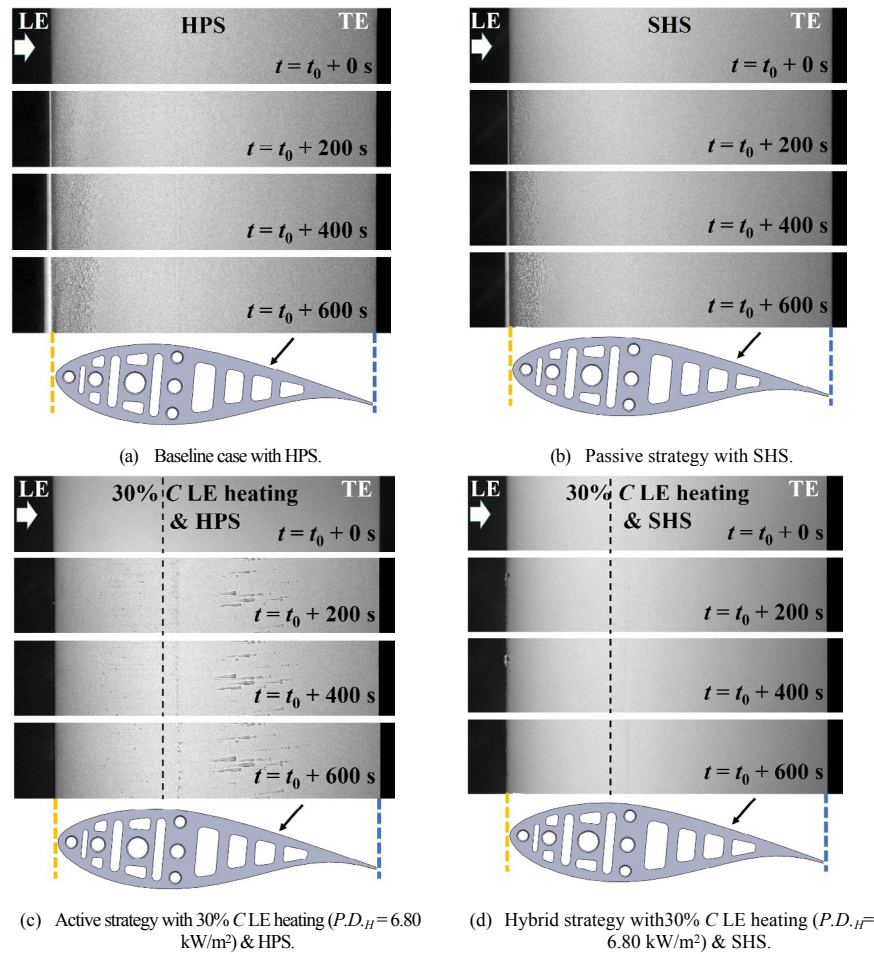 LE HPS TE
t = t0 + 0 s
t = t0 + 200 s
t = t0 + 400 s
t = t0 + 600 s
(a) Baseline case with HPS.
LE SHS TE
t = t0 + 0 s
t = t0 + 200 s
t = t0 + 400 s
t = t0 + 600 s
(b) Passive strategy with SHS.
LE 30% C LE heating TE
& HPS
t = t0 + 0 s
t = t0 + 200 s
t = t0 + 400 s
t = t0 + 600 s
(c) Active strategy with 30% C LE heating (P.D.H = 6.80
kW/m²) & HPS.
LE 30% C LE heating TE
& SHS
t = t0 + 0 s
t = t0 + 200 s
t = t0 + 400 s
t = t0 + 600 s
(d) Hybrid strategy with30% C LE heating (P.D.H=
6.80 kW/m²) & SHS.